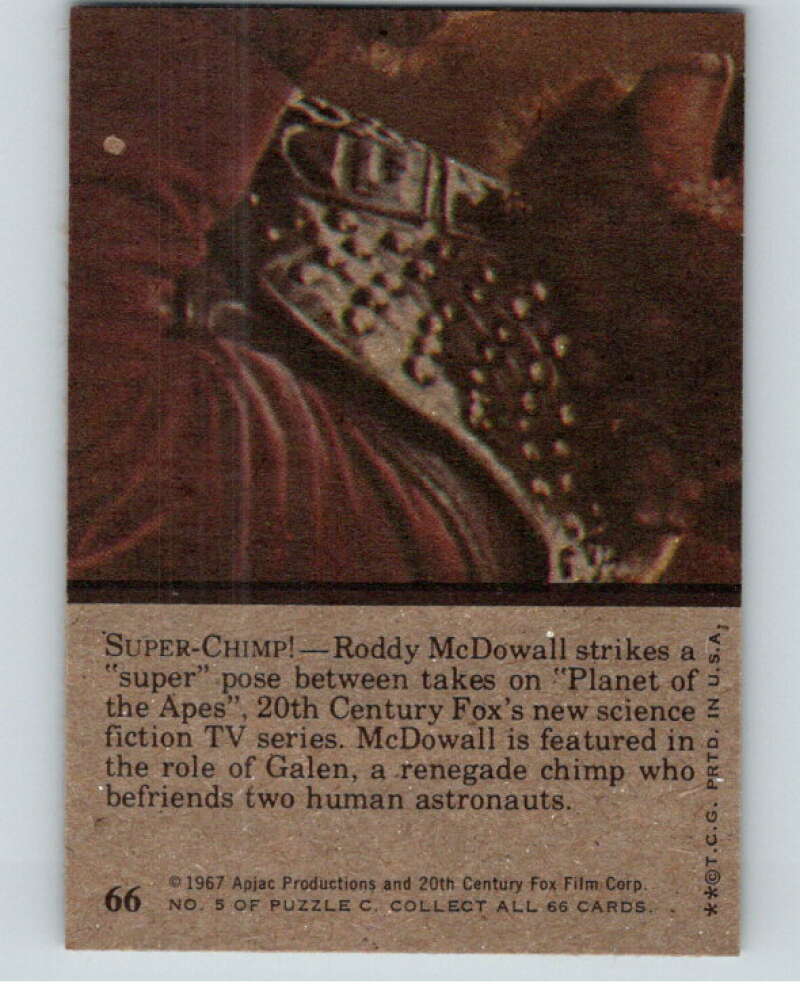 SUPER-CHIMP!—Roddy McDowall strikes a
"super" pose between takes on "Planet of
the Apes", 20th Century Fox's new science
fiction TV series. McDowall is featured in
the role of Galen, a renegade chimp who
befriends two human astronauts.
66
© 1967 Apjac Productions and 20th Century Fox Film Corp.
NO. 5 OF PUZZLE C. COLLECT ALL 66 CARDS.
**©T.C.G. PRTD. IN U.S.A.